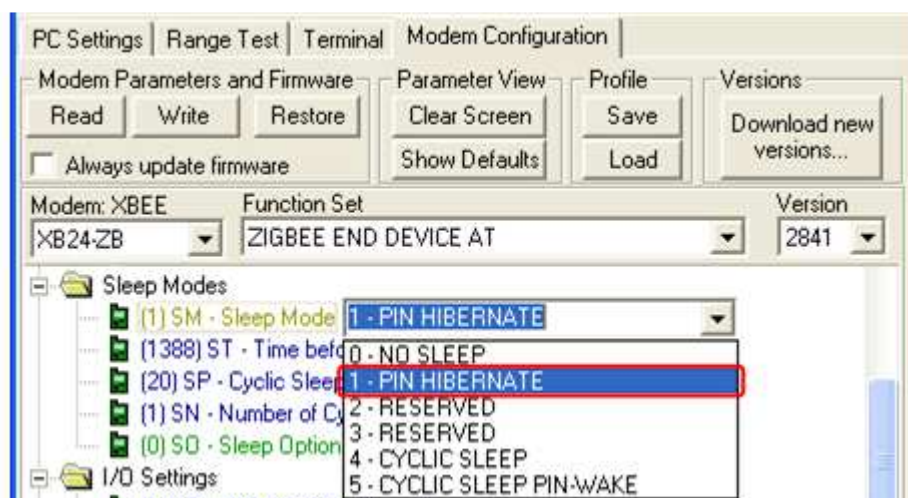 PC Settings Range Test Terminal Modem Configuration
Modem Parameters and Firmware Parameter View Profile Versions
Read Write Restore Clear Screen Save Download new versions...
Always update firmware Show Defaults Load
Modem: XBEE Function Set Version
XB24-ZB ZIGBEE END DEVICE AT 2841
Sleep Modes
(1) SM - Sleep Mode 1 - PIN HIBERNATE
(1388) ST - Time
0 - NO SLEEP
(20) SP - Cyclic Sleep
1 - PIN HIBERNATE
(1) SN - Number of
2 - RESERVED
3 - RESERVED
(0) SO - Sleep Option
4 - CYCLIC SLEEP
I/O Settings
5 - CYCLIC SLEEP PIN-WAKE